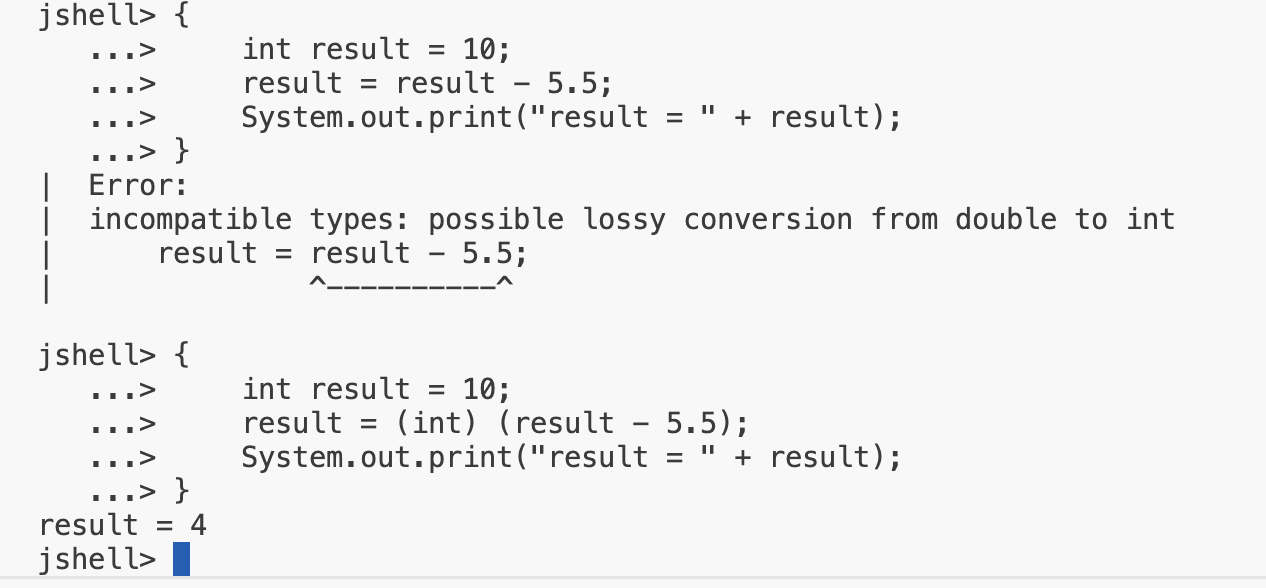 jshell> {
   ...>     int result = 10;
   ...>     result = result - 5.5;
   ...>     System.out.print("result = " + result);
   ...> }
|  Error:
|  incompatible types: possible lossy conversion from double to int
|      result = result - 5.5;
|               ^----------^

jshell> {
   ...>     int result = 10;
   ...>     result = (int) (result - 5.5);
   ...>     System.out.print("result = " + result);
   ...> }
result = 4
jshell>